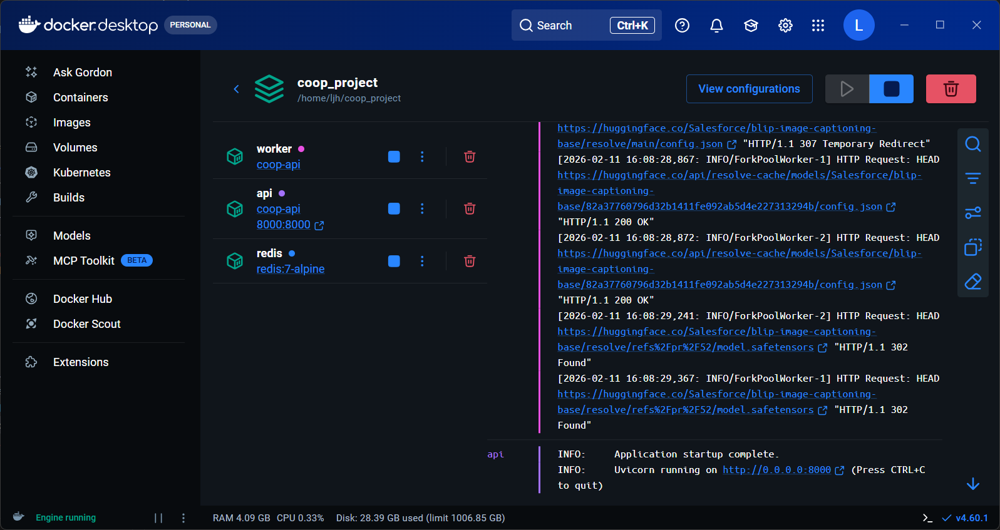 docker.desktop PERSONAL
Search Ctrl+K
L
Ask Gordon
Containers
Images
Volumes
Kubernetes
Builds
Models
MCP Toolkit BETA
Docker Hub
Docker Scout
Extensions
coop_project
/home/ljh/coop_project
View configurations
worker
coop-api
api
coop-api
8000:8000
redis
redis:7-alpine
https://huggingface.co/Salesforce/blip-image-captioning-
base/resolve/main/config.json "HTTP/1.1 307 Temporary Redirect"
[2026-02-11 16:08:28,867: INFO/ForkPoolWorker-1] HTTP Request: HEAD
https://huggingface.co/api/resolve-cache/models/Salesforce/blip-
image-captioning-
base/82a37760796d32b1411fe092ab5d4e227313294b/config.json
"HTTP/1.1 200 OK"
[2026-02-11 16:08:28,872: INFO/ForkPoolWorker-2] HTTP Request: HEAD
https://huggingface.co/api/resolve-cache/models/Salesforce/blip-
image-captioning-
base/82a37760796d32b1411fe092ab5d4e227313294b/config.json
"HTTP/1.1 200 OK"
[2026-02-11 16:08:29,241: INFO/ForkPoolWorker-2] HTTP Request: HEAD
https://huggingface.co/Salesforce/blip-image-captioning-
base/resolve/refs%2Fpr%2F52/model.safetensors "HTTP/1.1 302
Found"
[2026-02-11 16:08:29,367: INFO/ForkPoolWorker-1] HTTP Request: HEAD
https://huggingface.co/Salesforce/blip-image-captioning-
base/resolve/refs%2Fpr%2F52/model.safetensors "HTTP/1.1 302
Found"
api INFO: Application startup complete.
INFO: Uvicorn running on http://0.0.0.0:8000 (Press CTRL+C
to quit)
Engine running
RAM 4.09 GB CPU 0.33% Disk: 28.39 GB used (limit 1006.85 GB)
v4.60.1